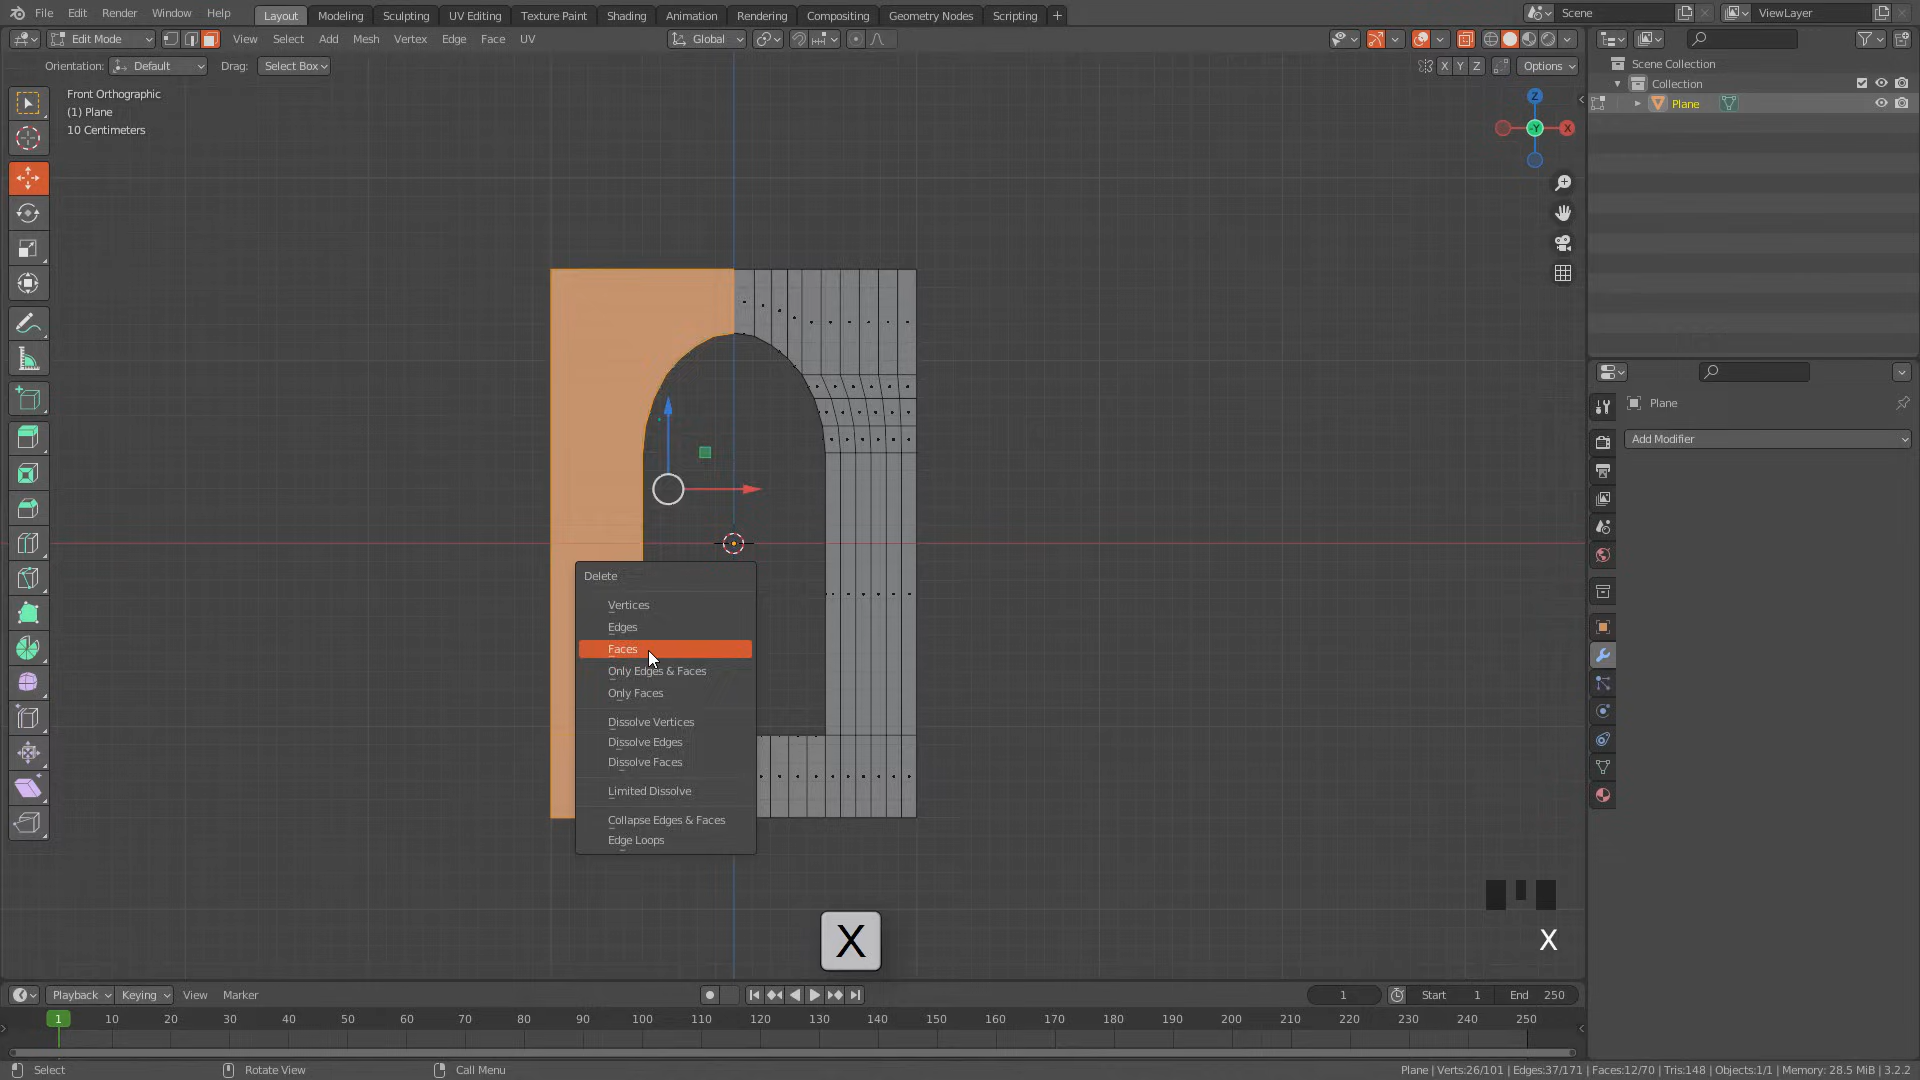 File Edit Render Window Help Layout Modeling Sculpting UV Editing Texture Paint Shading Animation Rendering Compositing Geometry Nodes Scripting + Scene ViewLayer
Edit Mode View Select Add Mesh Vertex Edge Face UV Global
Orientation: Default Drag: Select Box X Y Z Options
Scene Collection
Collection
Plane
Front Orthographic
(1) Plane
10 Centimeters
Z
-Y
X
Plane
Add Modifier
Delete
Vertices
Edges
Faces
Only Edges & Faces
Only Faces
Dissolve Vertices
Dissolve Edges
Dissolve Faces
Limited Dissolve
Collapse Edges & Faces
Edge Loops
X
X
Playback Keying View Marker 1 Start 1 End 250
1 10 20 30 40 50 60 70 80 90 100 110 120 130 140 150 160 170 180 190 200 210 220 230 240 250
Select Rotate View Call Menu Plane | Verts:26/101 | Edges:37/171 | Faces:12/70 | Tris:148 | Objects:1/1 | Memory: 28.5 MiB | 3.2.2